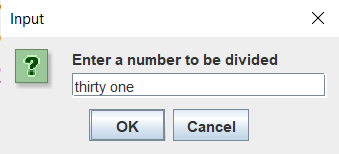 Input
Enter a number to be divided
thirty one
OK Cancel